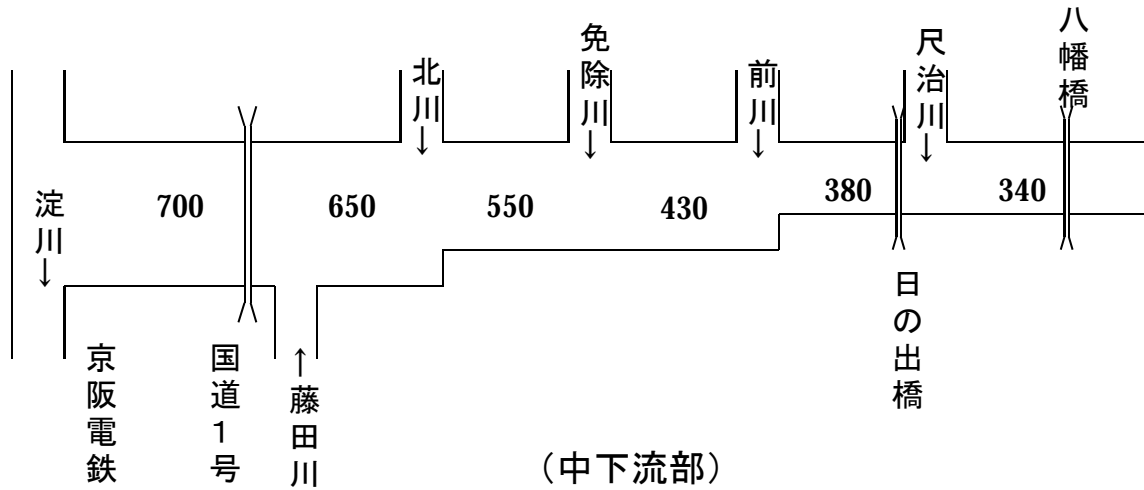 八幡橋
尺治川↓
前川↓
免除川↓
北川↓
淀川↓
340
380
430
550
650
700
日の出橋
↑藤田川
国道1号
京阪電鉄
(中下流部)